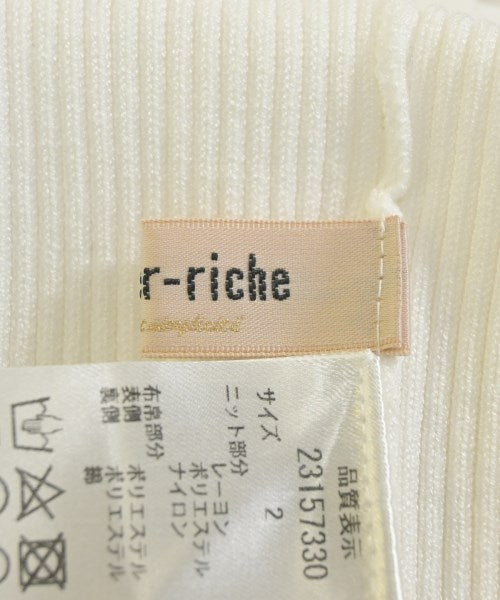 r-riche
品質表示
23157330
サイズ 2
ニット部分 レーヨン
ポリエステル
ナイロン
布帛部分
表側 ポリエステル
裏側 ポリエステル
綿